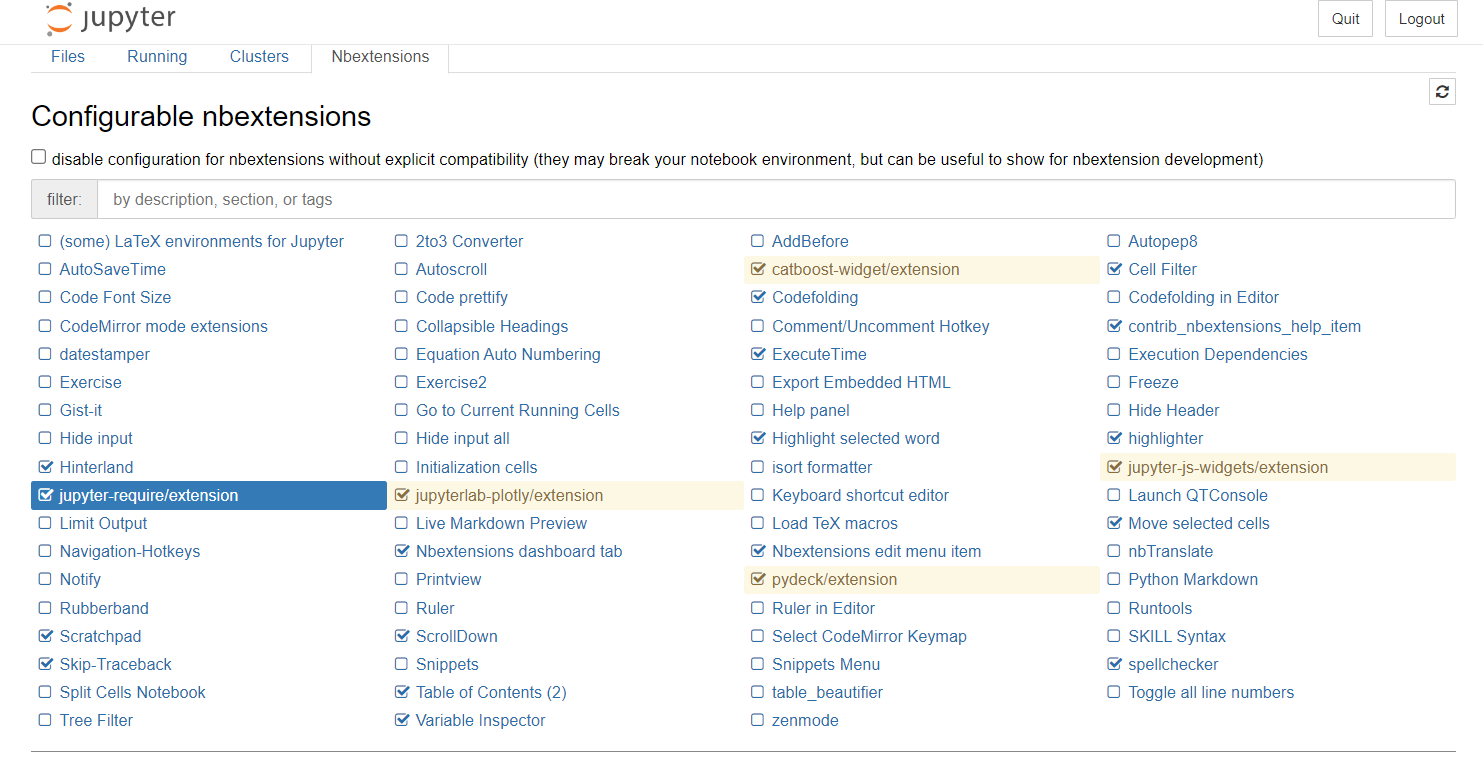 jupyter
Quit Logout
Files Running Clusters Nbextensions
Configurable nbextensions
disable configuration for nbextensions without explicit compatibility (they may break your notebook environment, but can be useful to show for nbextension development)
filter: by description, section, or tags
(some) LaTeX environments for Jupyter 2to3 Converter AddBefore Autopep8
AutoSaveTime Autoscroll catboost-widget/extension Cell Filter
Code Font Size Code prettify Codefolding Codefolding in Editor
CodeMirror mode extensions Collapsible Headings Comment/Uncomment Hotkey contrib_nbextensions_help_item
datestamper Equation Auto Numbering ExecuteTime Execution Dependencies
Exercise Exercise2 Export Embedded HTML Freeze
Gist-it Go to Current Running Cells Help panel Hide Header
Hide input Hide input all Highlight selected word highlighter
Hinterland Initialization cells isort formatter jupyter-js-widgets/extension
jupyter-require/extension jupyterlab-plotly/extension Keyboard shortcut editor Launch QTConsole
Limit Output Live Markdown Preview Load TeX macros Move selected cells
Navigation-Hotkeys Nbextensions dashboard tab Nbextensions edit menu item nbTranslate
Notify Printview pydeck/extension Python Markdown
Rubberband Ruler Ruler in Editor Runtools
Scratchpad ScrollDown Select CodeMirror Keymap SKILL Syntax
Skip-Traceback Snippets Snippets Menu spellchecker
Split Cells Notebook Table of Contents (2) table_beautifier Toggle all line numbers
Tree Filter Variable Inspector zenmode